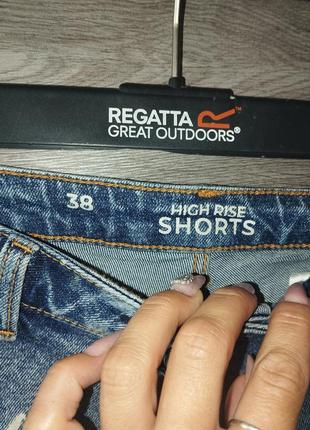 REGATTA
GREAT OUTDOORS®
38
HIGH RISE
SHORTS